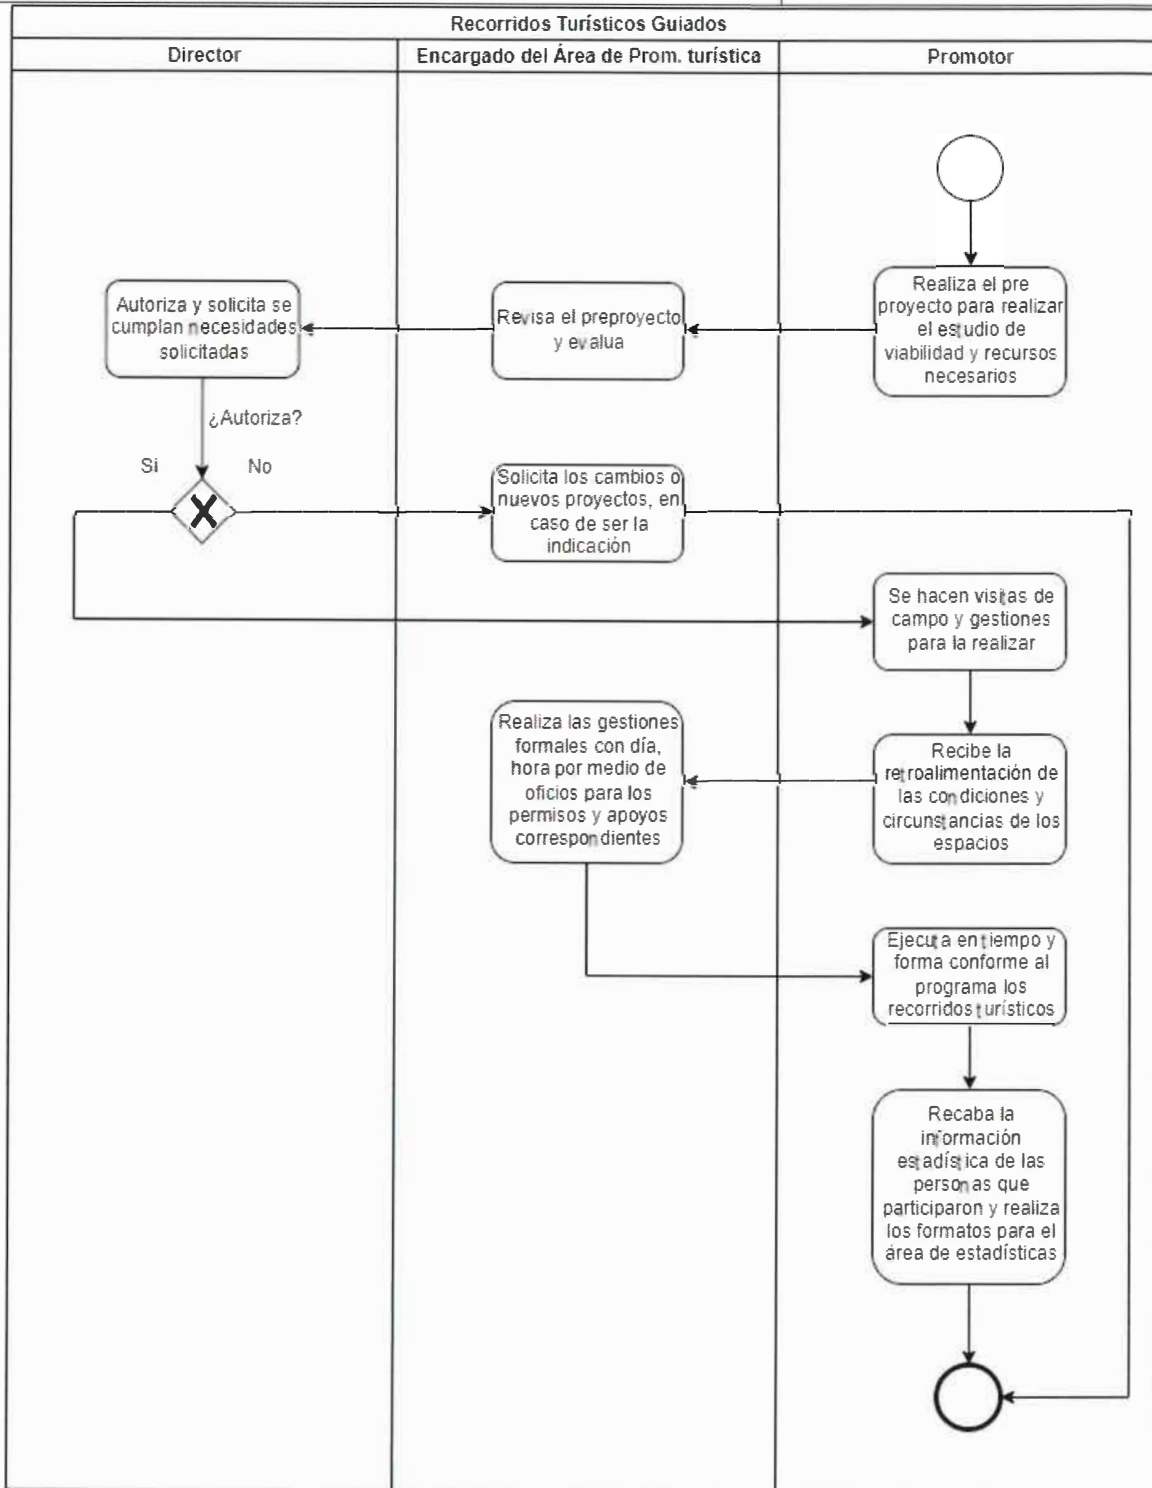 Recorridos Turísticos Guiados
Director
Encargado del Área de Prom. turística
Promotor
Realiza el pre
proyecto para realizar
el estudio de
viabilidad y recursos
necesarios
Revisa el preproyecto
y evalua
Autoriza y solicita se
cumplan necesidades
solicitadas
¿Autoriza?
Si
No
X
Solicita los cambios o
nuevos proyectos, en
caso de ser la
indicación
Se hacen visitas de
campo y gestiones
para la realizar
Recibe la
retroalimentación de
las condiciones y
circunstancias de los
espacios
Realiza las gestiones
formales con día,
hora por medio de
oficios para los
permisos y apoyos
correspondientes
Ejecuta en tiempo y
forma conforme al
programa los
recorridos turísticos
Recaba la
información
estadística de las
personas que
participaron y realiza
los formatos para el
área de estadísticas